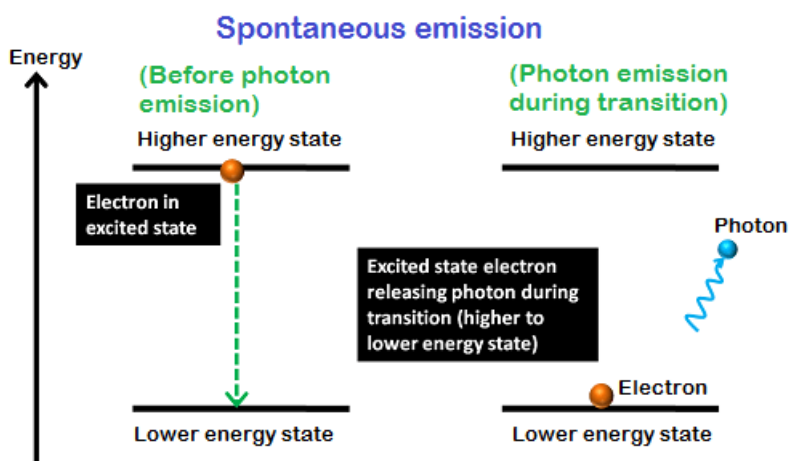 Spontaneous emission
Energy
(Before photon
emission)
Higher energy state
Electron in
excited state
Lower energy state
(Photon emission
during transition)
Higher energy state
Photon
Excited state electron
releasing photon during
transition (higher to
lower energy state)
Electron
Lower energy state